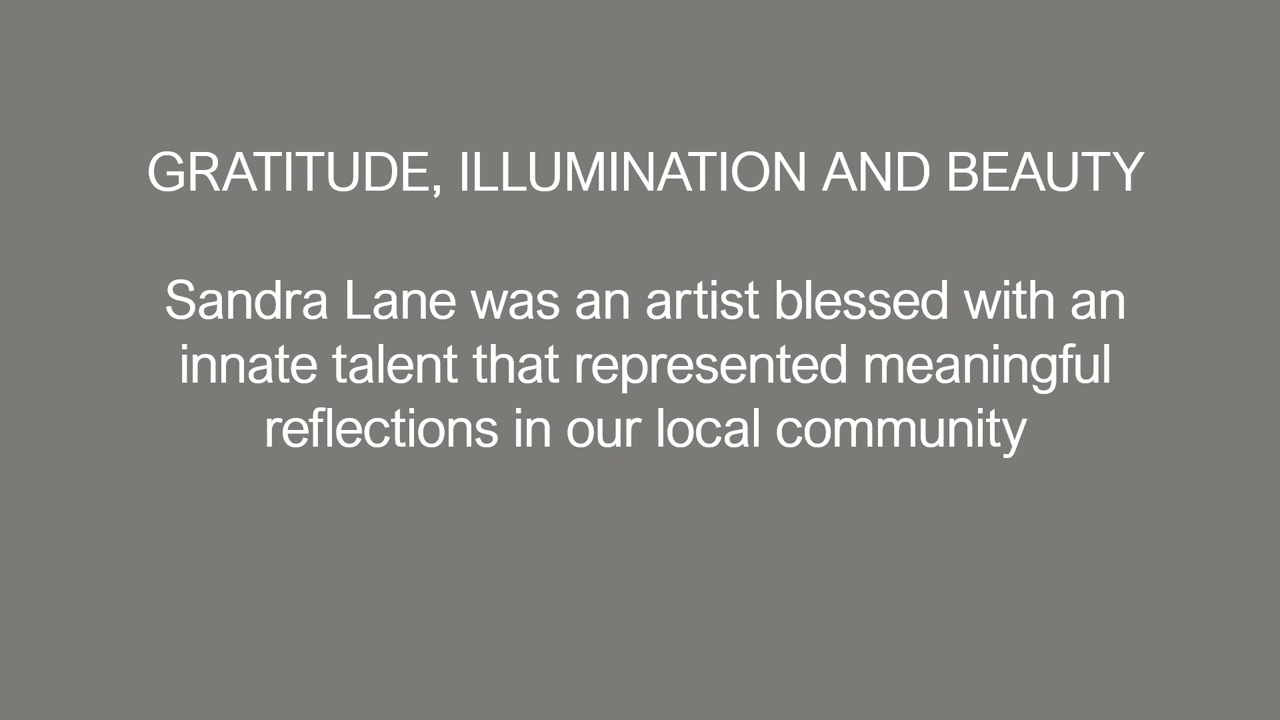 GRATITUDE, ILLUMINATION AND BEAUTY
Sandra Lane was an artist blessed with an
innate talent that represented meaningful
reflections in our local community